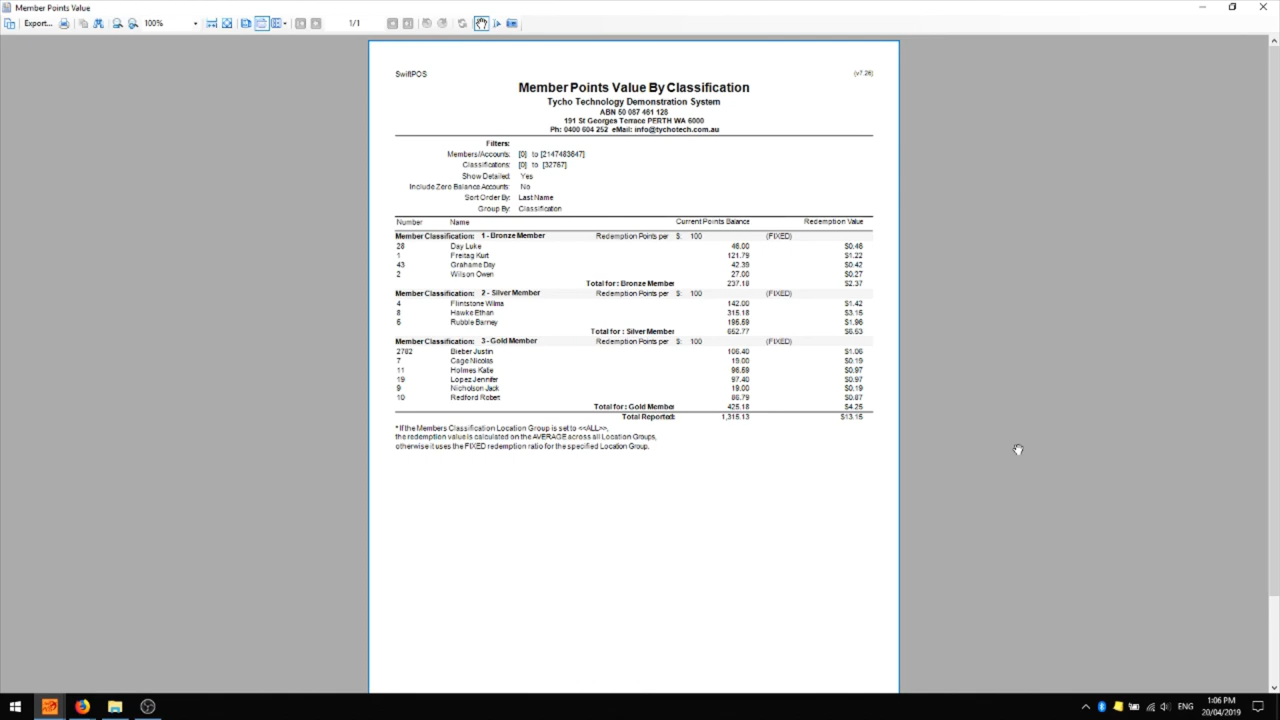 Member Points Value
Export... 100% 1/1
SwiftPOS (v7.26)
Member Points Value By Classification
Tycho Technology Demonstration System
ABN 50 087 461 128
191 St Georges Terrace PERTH WA 6000
Ph: 0400 604 252 eMail: info@tychotech.com.au
Filters:
Members/Accounts: [0] to [2147483647]
Classifications: [0] to [32767]
Show Detailed: Yes
Include Zero Balance Accounts: No
Sort Order By: Last Name
Group By: Classification
Number Name Current Points Balance Redemption Value
Member Classification: 1 - Bronze Member Redemption Points per $: 100 (FIXED)
28 Day Luke 46.00 $0.46
1 Freitag Kurt 121.79 $1.22
43 Grahame Day 42.39 $0.42
2 Wilson Owen 27.00 $0.27
Total for : Bronze Member 237.18 $2.37
Member Classification: 2 - Silver Member Redemption Points per $: 100 (FIXED)
4 Flintstone Wilma 142.00 $1.42
8 Hawke Ethan 315.18 $3.15
5 Rubble Barney 195.59 $1.96
Total for : Silver Member 652.77 $6.53
Member Classification: 3 - Gold Member Redemption Points per $: 100 (FIXED)
2782 Bieber Justin 106.40 $1.06
7 Cage Nicolas 19.00 $0.19
11 Holmes Katie 96.59 $0.97
19 Lopez Jennifer 97.40 $0.97
9 Nicholson Jack 19.00 $0.19
10 Redford Robert 86.79 $0.87
Total for : Gold Member 425.18 $4.25
Total Reported: 1,315.13 $13.15
* If the Members Classification Location Group is set to <<ALL>>,
the redemption value is calculated on the AVERAGE across all Location Groups,
otherwise it uses the FIXED redemption ratio for the specified Location Group.
ENG
1:06 PM
20/04/2019